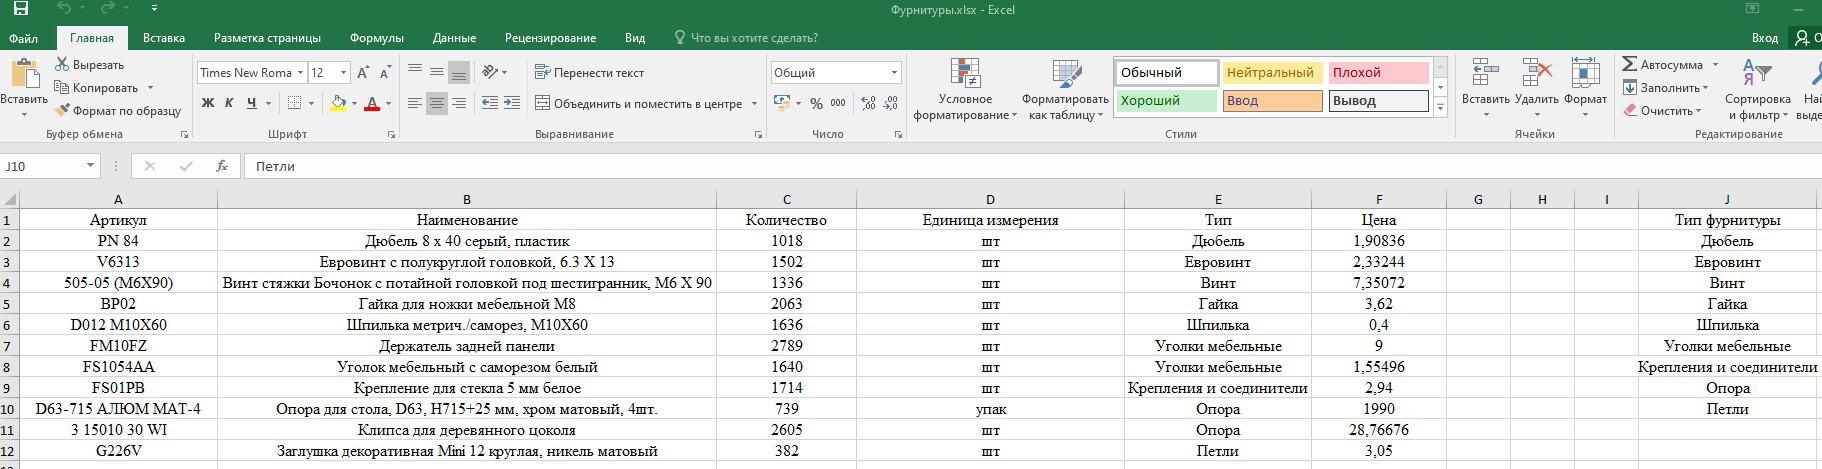 Фурнитуры.xlsx - Excel
Файл Главная Вставка Разметка страницы Формулы Данные Рецензирование Вид Что вы хотите сделать? Вход
Вставить
Вырезать
Копировать
Формат по образцу
Буфер обмена
Times New Roma 12
Ж К Ч
Шрифт
Перенести текст
Объединить и поместить в центре
Выравнивание
Общий
% 000
Число
Условное форматирование
Форматировать как таблицу
Обычный Нейтральный Плохой
Хороший Ввод Вывод
Стили
Вставить Удалить Формат
Ячейки
Автосумма
Заполнить
Очистить
Сортировка и фильтр
Редактирование
J10 fx Петли
A B C D E F G H I J
1 Артикул Наименование Количество Единица измерения Тип Цена Тип фурнитуры
2 PN 84 Дюбель 8 х 40 серый, пластик 1018 шт Дюбель 1,90836 Дюбель
3 V6313 Евровинт с полукруглой головкой, 6.3 X 13 1502 шт Евровинт 2,33244 Евровинт
4 505-05 (M6X90) Винт стяжки Бочонок с потайной головкой под шестигранник, М6 Х 90 1336 шт Винт 7,35072 Винт
5 BP02 Гайка для ножки мебельной М8 2063 шт Гайка 3,62 Гайка
6 D012 M10X60 Шпилька метрич./саморез, М10Х60 1636 шт Шпилька 0,4 Шпилька
7 FM10FZ Держатель задней панели 2789 шт Уголки мебельные 9 Уголки мебельные
8 FS1054AA Уголок мебельный с саморезом белый 1640 шт Уголки мебельные 1,55496 Крепления и соединители
9 FS01PB Крепление для стекла 5 мм белое 1714 шт Крепления и соединители 2,94 Опора
10 D63-715 АЛЮМ МАТ-4 Опора для стола, D63, H715+25 мм, хром матовый, 4шт. 739 упак Опора 1990 Петли
11 3 15010 30 WI Клипса для деревянного цоколя 2605 шт Опора 28,76676
12 G226V Заглушка декоративная Mini 12 круглая, никель матовый 382 шт Петли 3,05